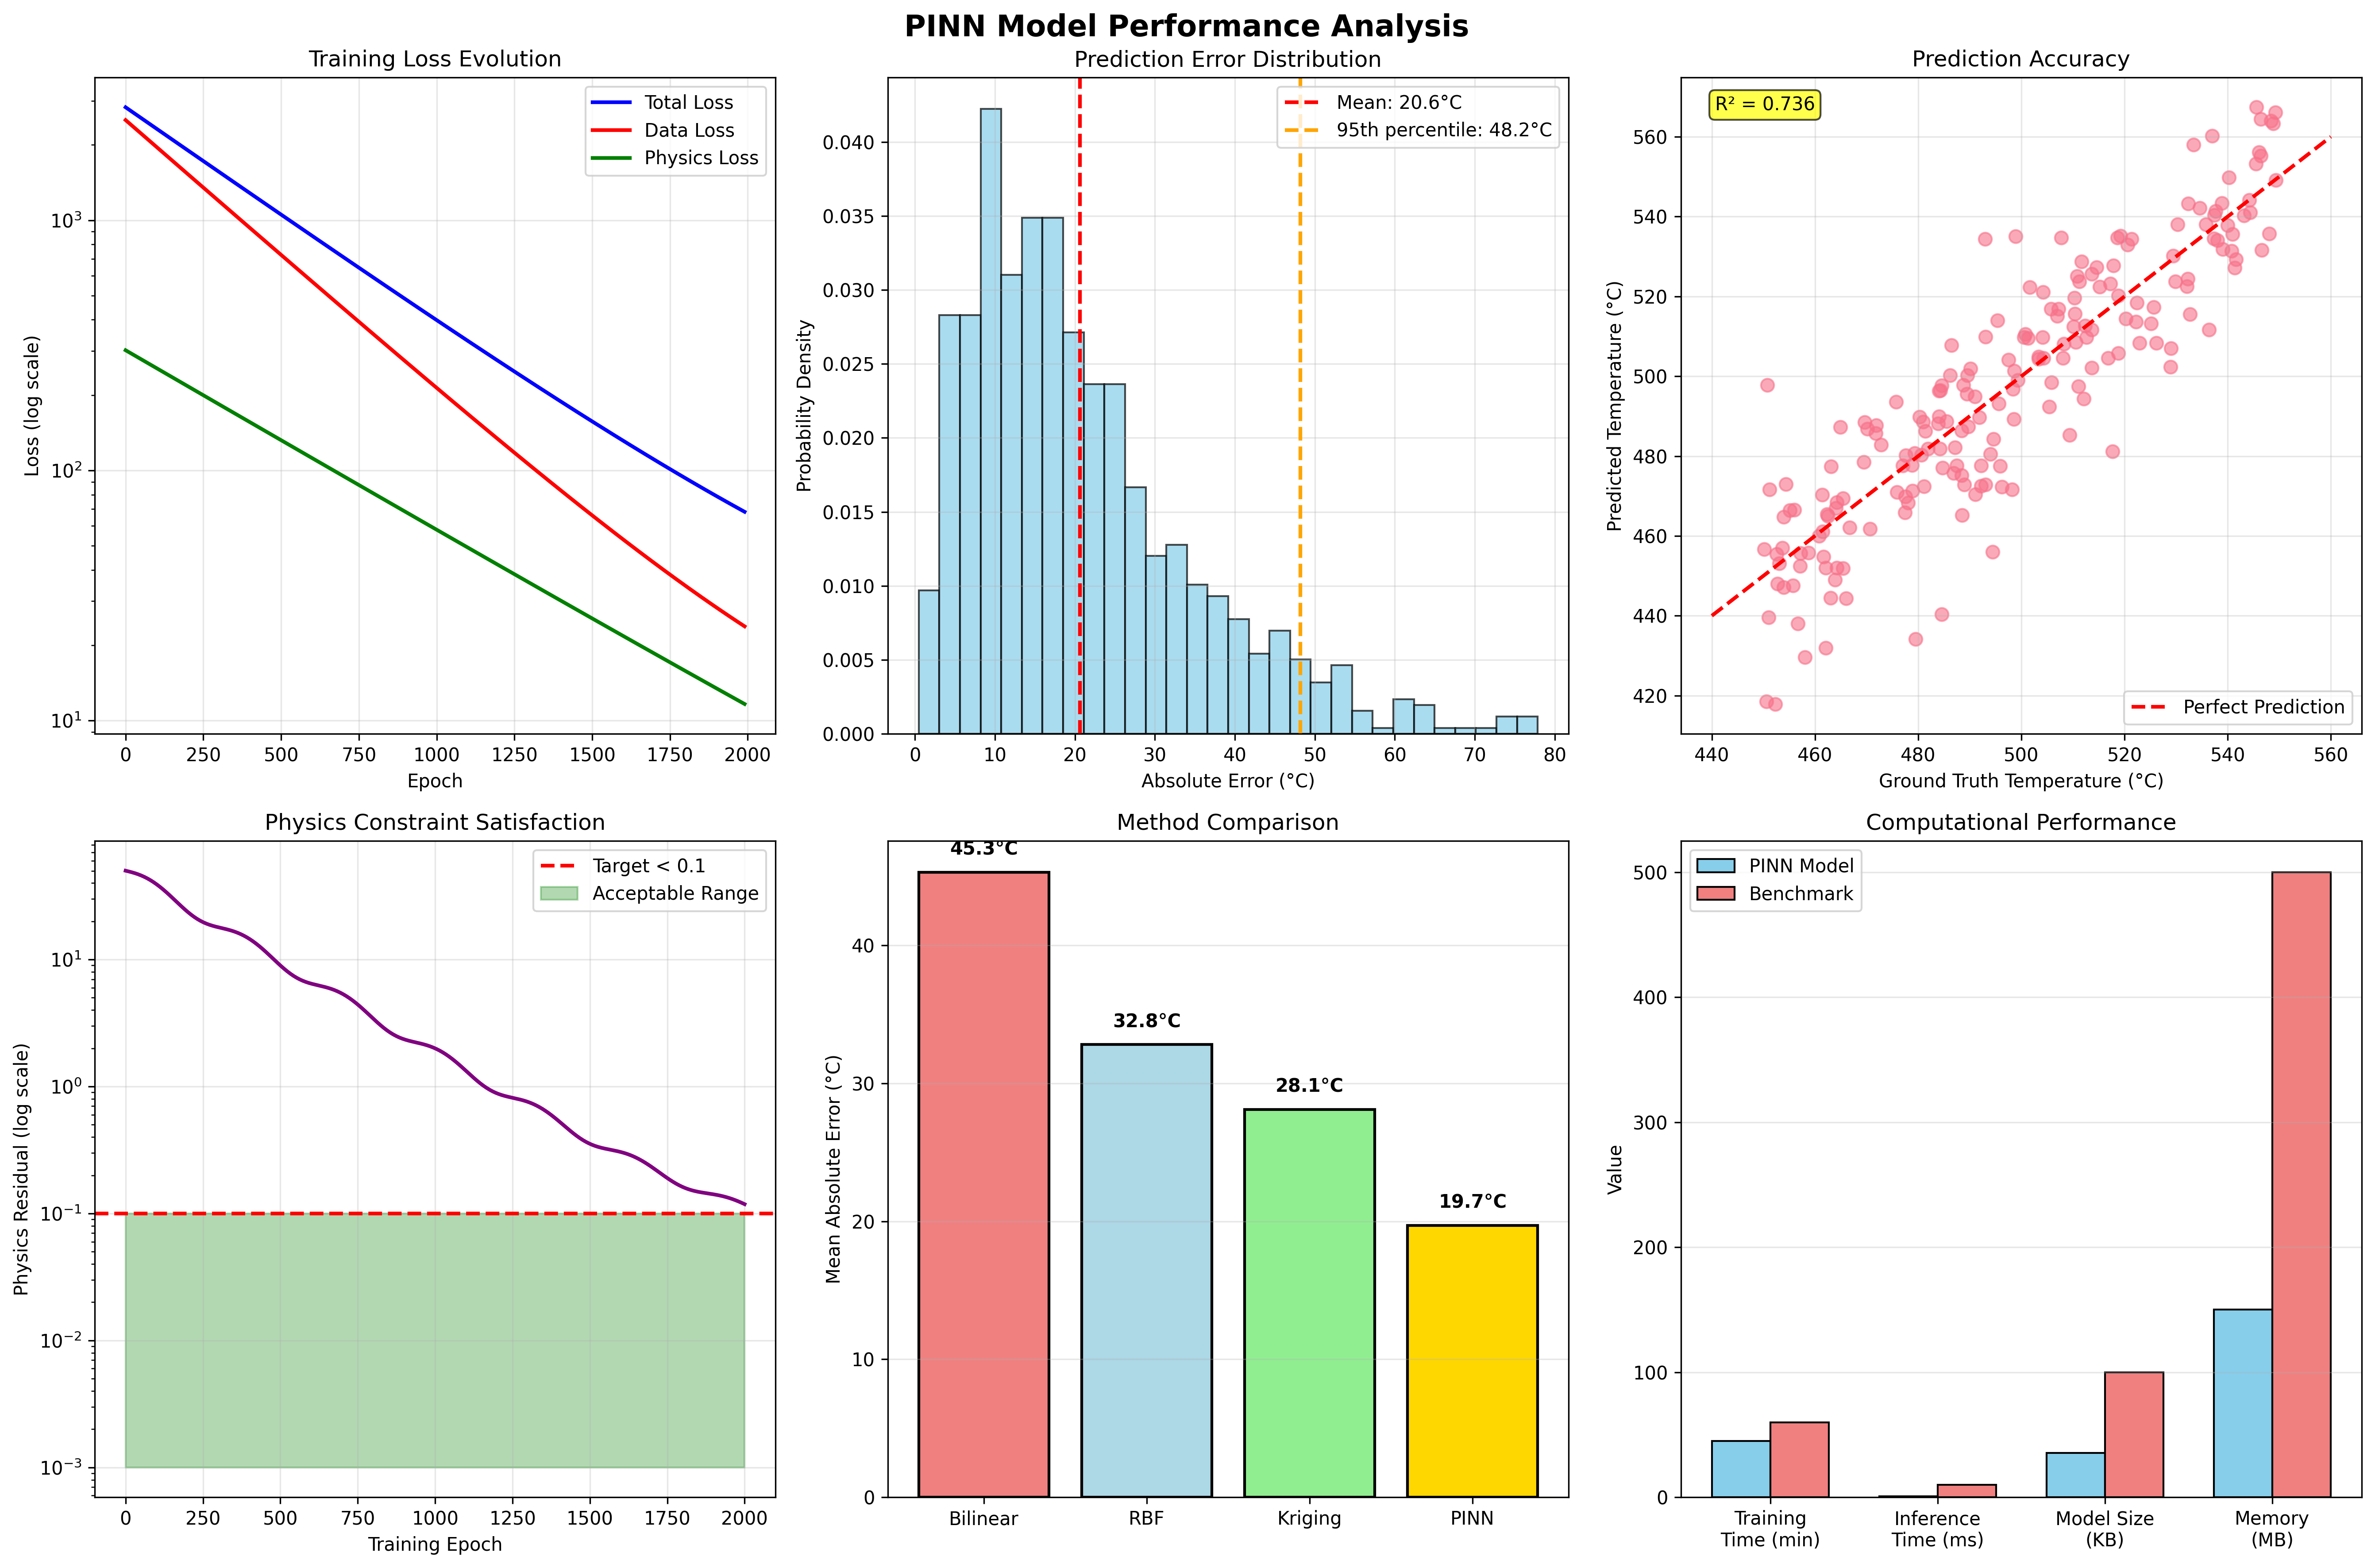 PINN Model Performance Analysis
Training Loss Evolution
Loss (log scale)
10³
10²
10¹
Total Loss
Data Loss
Physics Loss
0 250 500 750 1000 1250 1500 1750 2000
Epoch
Prediction Error Distribution
Probability Density
0.040
0.035
0.030
0.025
0.020
0.015
0.010
0.005
0.000
Mean: 20.6°C
95th percentile: 48.2°C
0 10 20 30 40 50 60 70 80
Absolute Error (°C)
Prediction Accuracy
Predicted Temperature (°C)
R² = 0.736
560
540
520
500
480
460
440
420
Perfect Prediction
440 460 480 500 520 540 560
Ground Truth Temperature (°C)
Physics Constraint Satisfaction
Physics Residual (log scale)
Target < 0.1
Acceptable Range
10¹
10⁰
10⁻¹
10⁻²
10⁻³
0 250 500 750 1000 1250 1500 1750 2000
Training Epoch
Method Comparison
Mean Absolute Error (°C)
40
30
20
10
0
45.3°C
32.8°C
28.1°C
19.7°C
Bilinear RBF Kriging PINN
Computational Performance
Value
PINN Model
Benchmark
500
400
300
200
100
0
Training
Time (min)
Inference
Time (ms)
Model Size
(KB)
Memory
(MB)